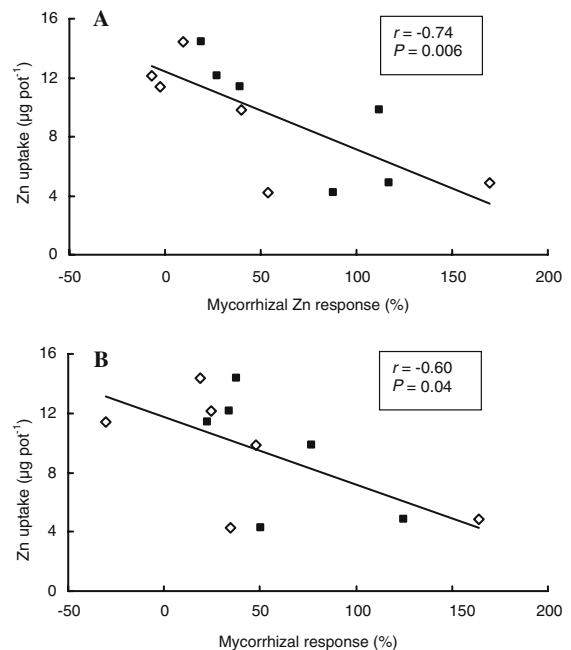 A
r = -0.74
P = 0.006
Zn uptake (µg pot⁻¹)
16
12
8
4
0
-50 0 50 100 150 200
Mycorrhizal Zn response (%)
B
r = -0.60
P = 0.04
Zn uptake (µg pot⁻¹)
16
12
8
4
0
-50 0 50 100 150 200
Mycorrhizal response (%)